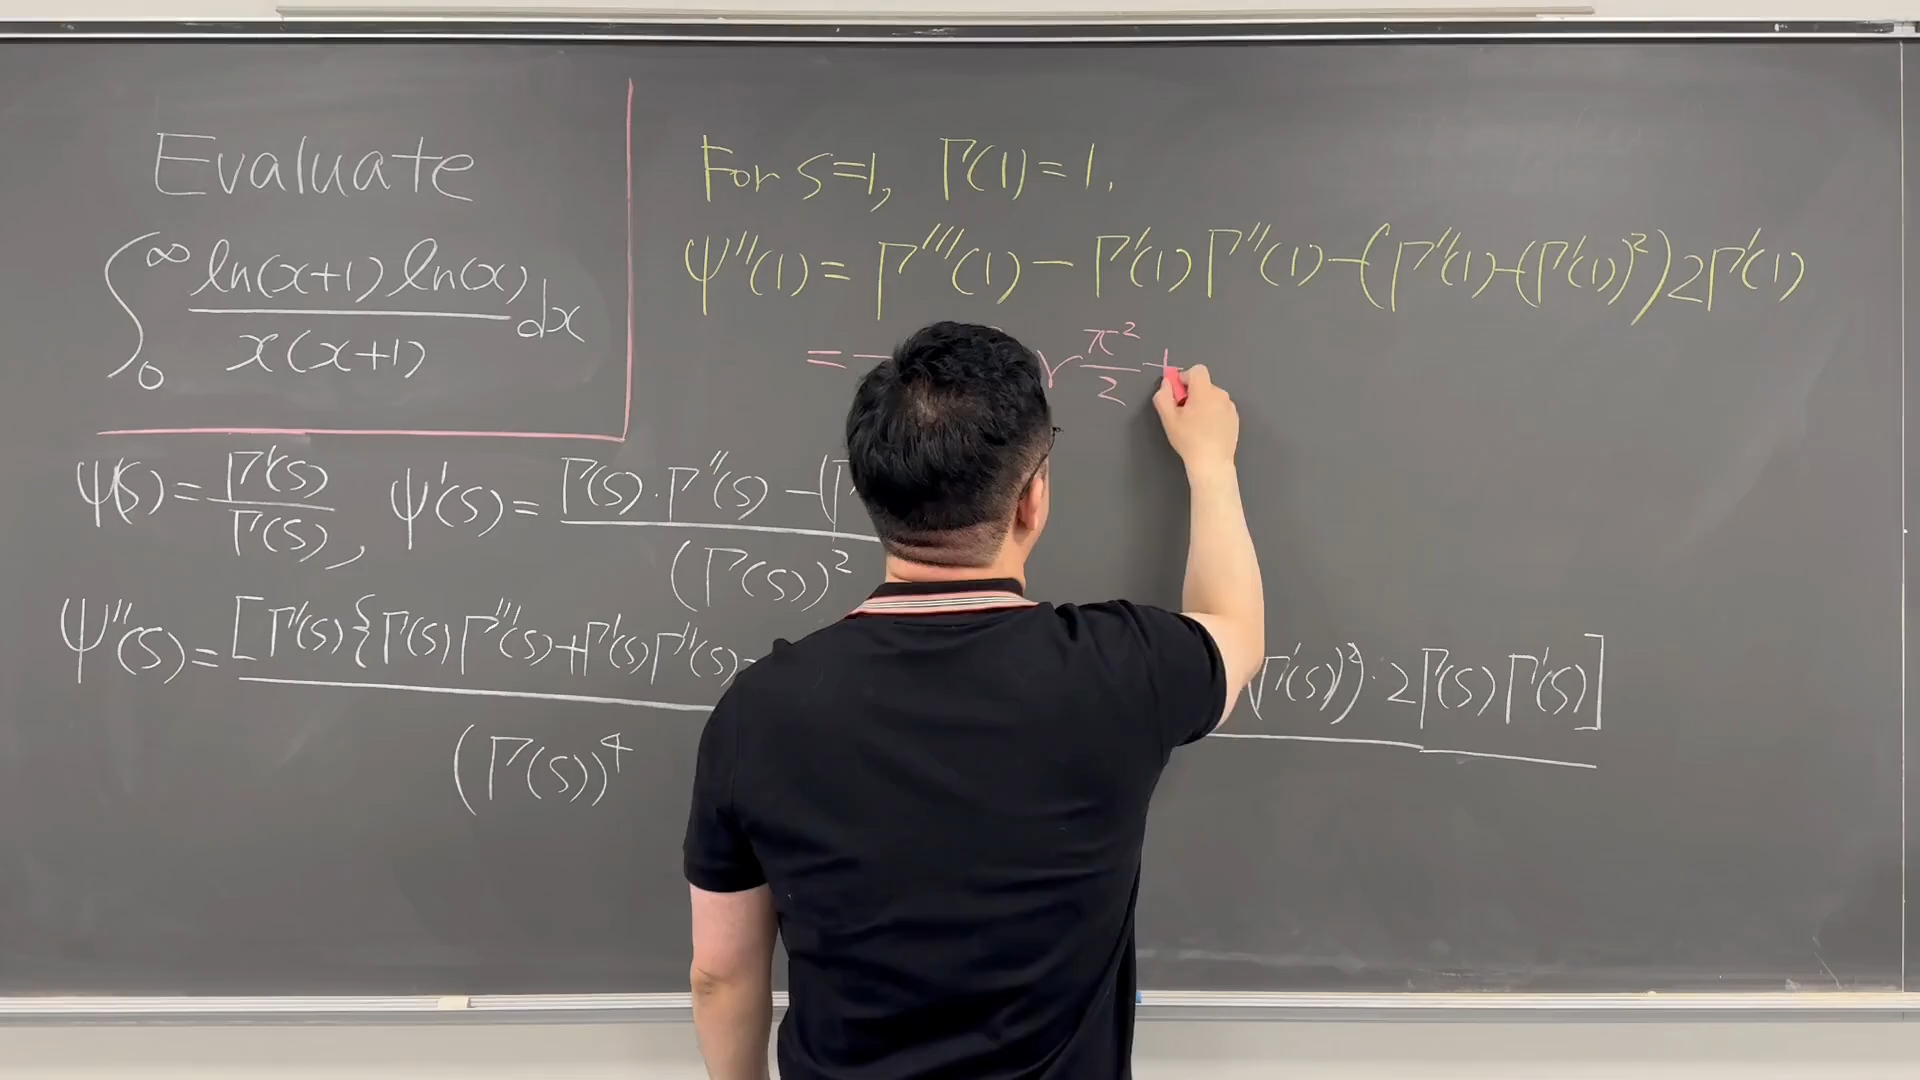 Evaluate
∫₀^∞ ln(x+1) ln(x) / x(x+1) dx
For s=1, Γ(1)=1.
Ψ''(1) = Γ'''(1) − Γ'(1)Γ''(1) − (Γ''(1)−(Γ'(1))²)2Γ'(1)
= − γ π²/2 +
Ψ(s) = Γ'(s)/Γ(s), Ψ'(s) = Γ(s)·Γ''(s) − (Γ / (Γ(s))²
Ψ''(s) = [Γ'(s){Γ(s)Γ'''(s)+Γ'(s)Γ''(s)− Γ'(s))²)·2Γ(s)Γ'(s)] / (Γ(s))⁴